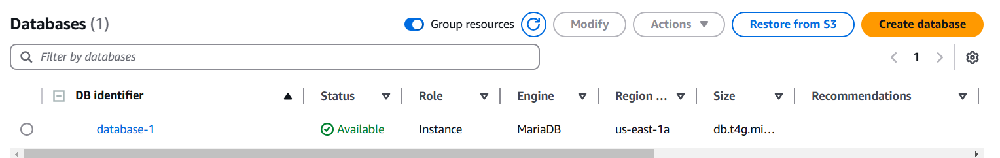 Databases (1) Group resources Modify Actions Restore from S3 Create database
Filter by databases 1
DB identifier Status Role Engine Region ... Size Recommendations
database-1 Available Instance MariaDB us-east-1a db.t4g.mi...